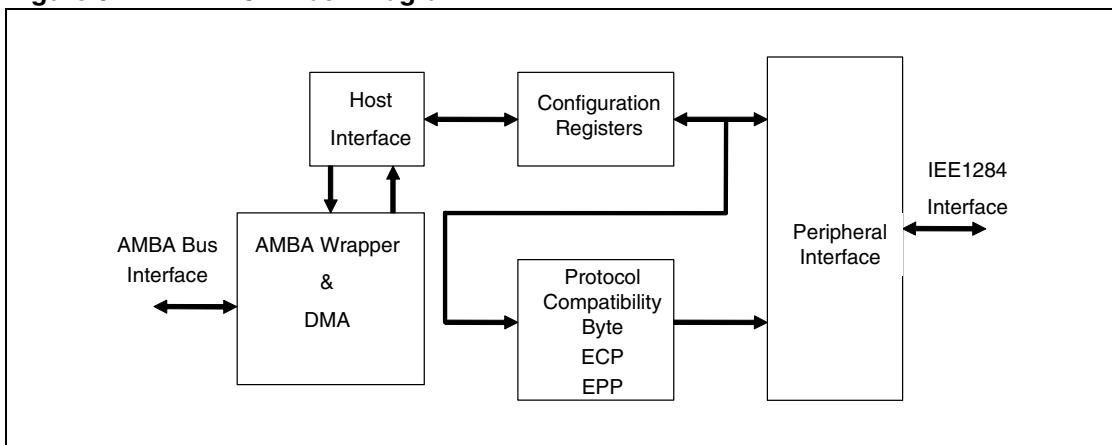 Host
Interface
Configuration
Registers
IEE1284
Interface
Peripheral
Interface
AMBA Bus
Interface
AMBA Wrapper
&
DMA
Protocol
Compatibility
Byte
ECP
EPP